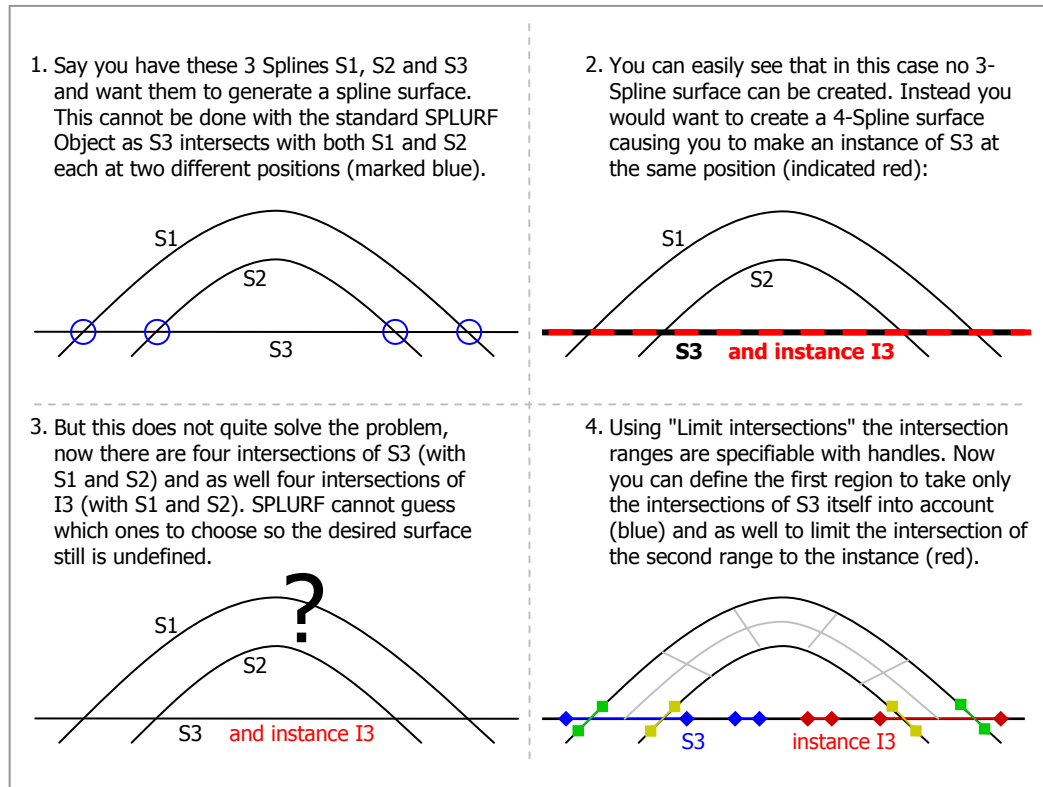 1. Say you have these 3 Splines S1, S2 and S3
and want them to generate a spline surface.
This cannot be done with the standard SPLURF
Object as S3 intersects with both S1 and S2
each at two different positions (marked blue).
S1
S2
S3
2. You can easily see that in this case no 3-
Spline surface can be created. Instead you
would want to create a 4-Spline surface
causing you to make an instance of S3 at
the same position (indicated red):
S1
S2
S3 and instance I3
3. But this does not quite solve the problem,
now there are four intersections of S3 (with
S1 and S2) and as well four intersections of
I3 (with S1 and S2). SPLURF cannot guess
which ones to choose so the desired surface
still is undefined.
?
S1
S2
S3 and instance I3
4. Using "Limit intersections" the intersection
ranges are specifiable with handles. Now
you can define the first region to take only
the intersections of S3 itself into account
(blue) and as well to limit the intersection of
the second range to the instance (red).
S1
S2
S3 instance I3